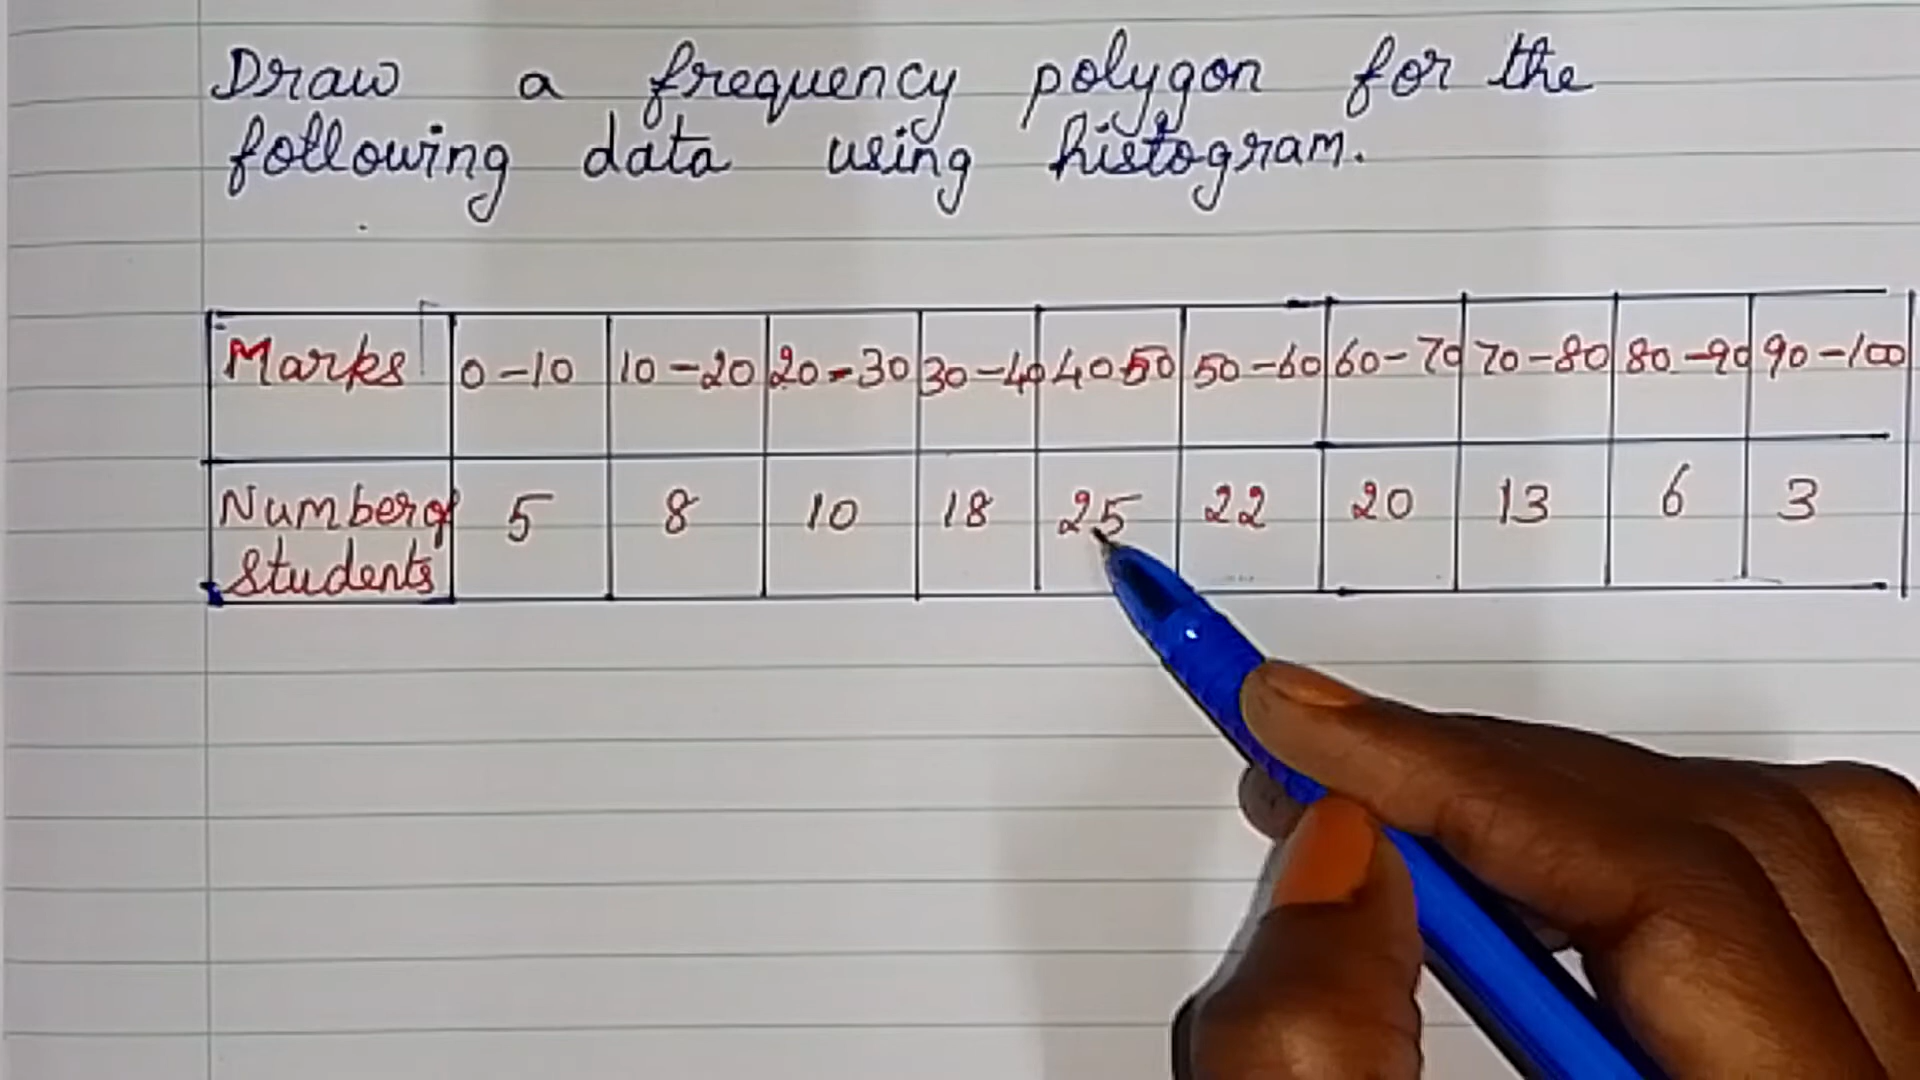 Draw a frequency polygon for the
following data using histogram.
Marks 0-10 10-20 20-30 30-40 40-50 50-60 60-70 70-80 80-90 90-100
Number of 5 8 10 18 25 22 20 13 6 3
students